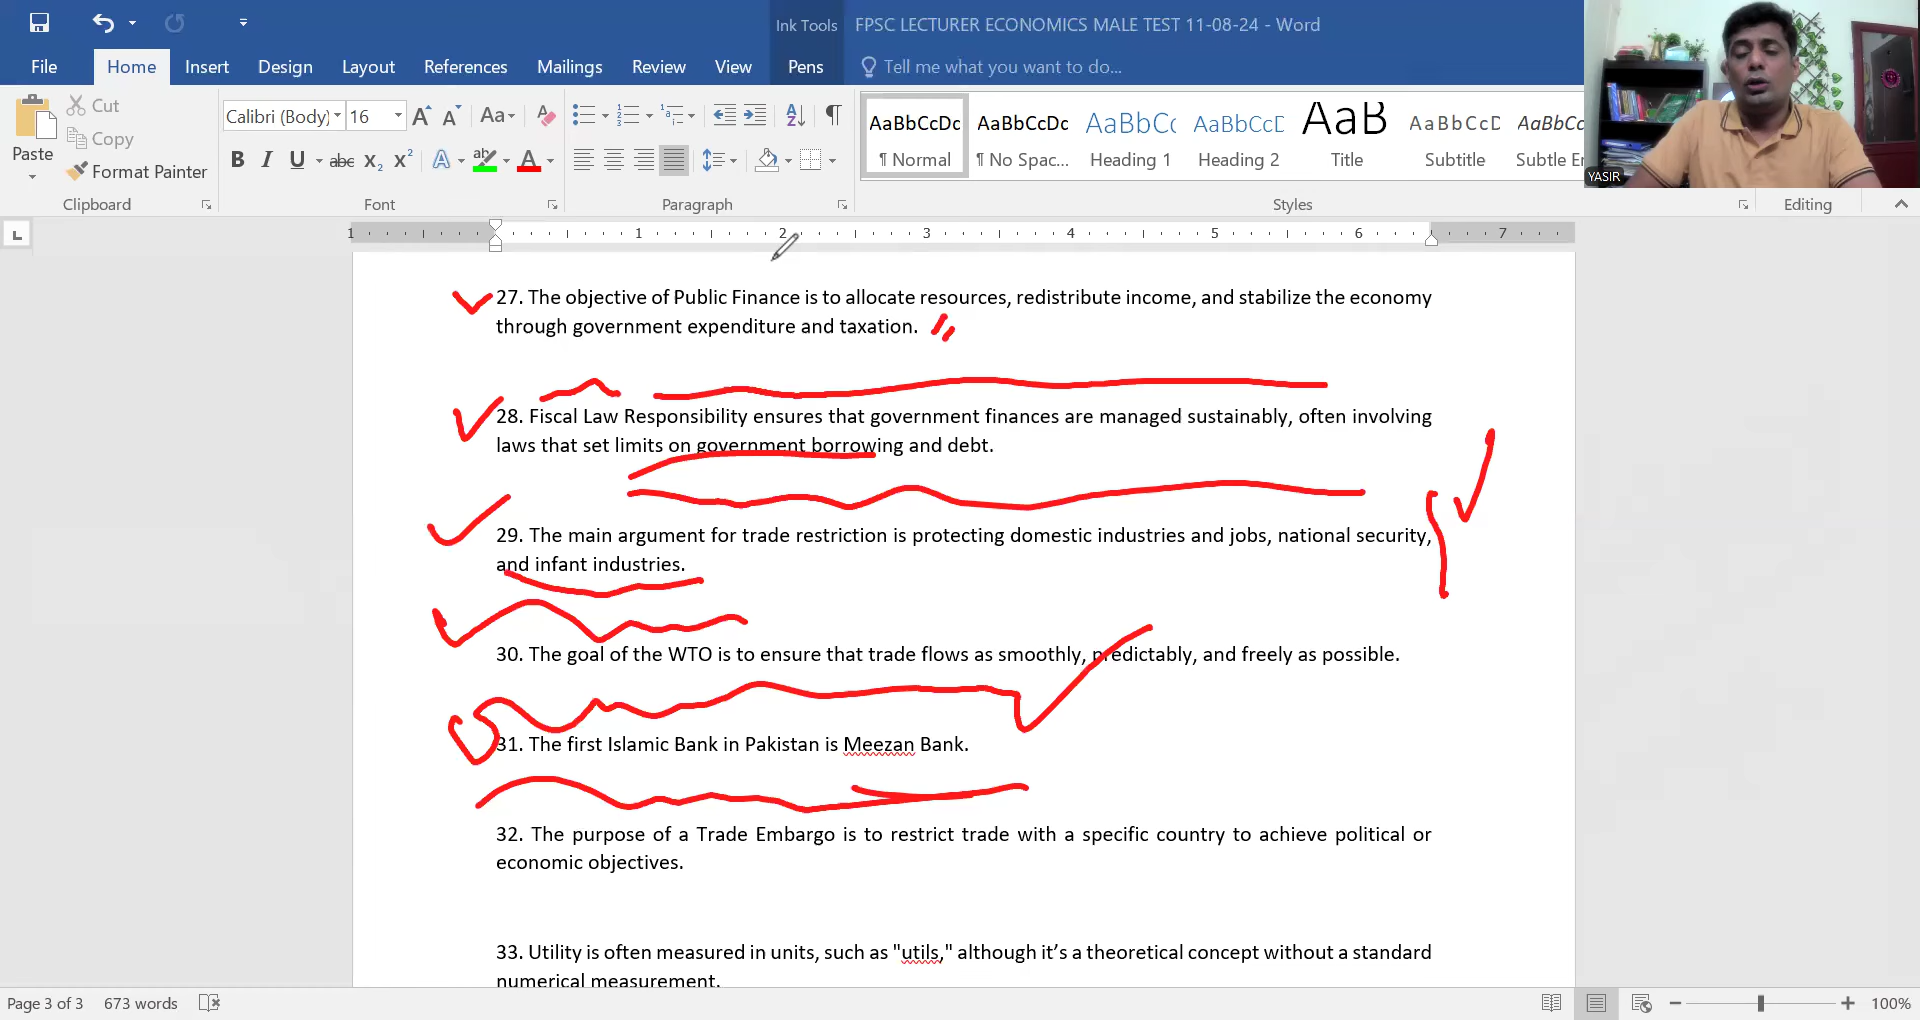 Ink Tools
FPSC LECTURER ECONOMICS MALE TEST 11-08-24 - Word
File Home Insert Design Layout References Mailings Review View Pens Tell me what you want to do...
Paste
Cut
Copy
Format Painter
Clipboard
Calibri (Body) 16
Font
Paragraph
AaBbCcDc AaBbCcDc AaBbCc AaBbCcD AaB AaBbCcD AaBbCc
¶ Normal ¶ No Spac... Heading 1 Heading 2 Title Subtitle Subtle Em
Styles
YASIR
Editing
1 1 2 3 4 5 6 7
27. The objective of Public Finance is to allocate resources, redistribute income, and stabilize the economy
through government expenditure and taxation.
28. Fiscal Law Responsibility ensures that government finances are managed sustainably, often involving
laws that set limits on government borrowing and debt.
29. The main argument for trade restriction is protecting domestic industries and jobs, national security,
and infant industries.
30. The goal of the WTO is to ensure that trade flows as smoothly, predictably, and freely as possible.
31. The first Islamic Bank in Pakistan is Meezan Bank.
32. The purpose of a Trade Embargo is to restrict trade with a specific country to achieve political or
economic objectives.
33. Utility is often measured in units, such as "utils," although it’s a theoretical concept without a standard
numerical measurement.
Page 3 of 3 673 words 100%